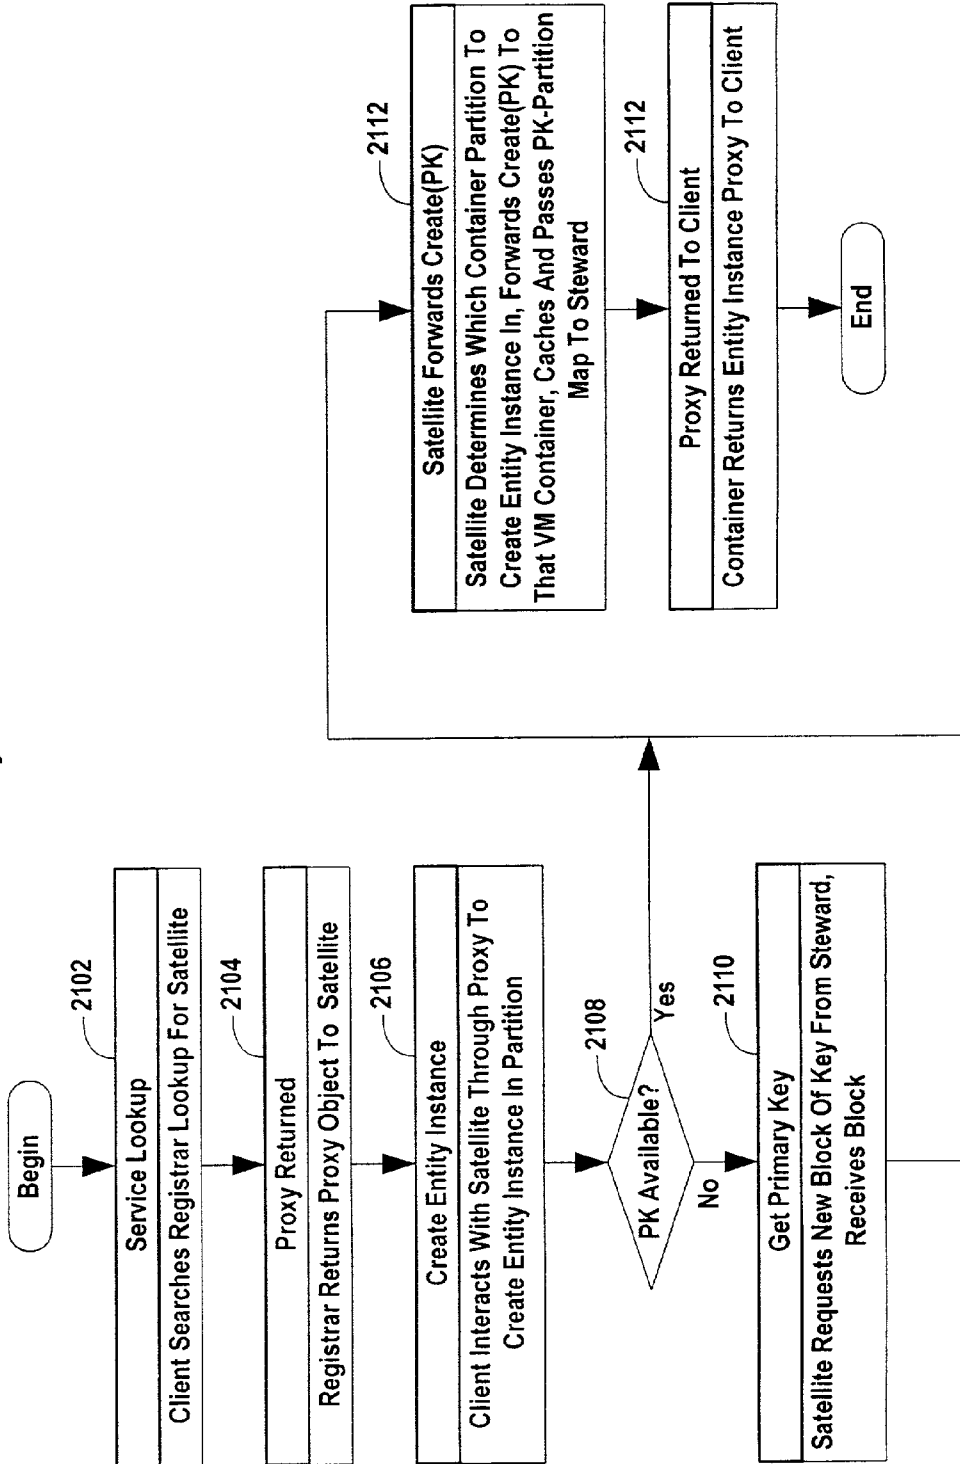 Begin
2102
Service Lookup
Client Searches Registrar Lookup For Satellite
2104
Proxy Returned
Registrar Returns Proxy Object To Satellite
2106
Create Entity Instance
Client Interacts With Satellite Through Proxy To
Create Entity Instance In Partition
2108
PK Available?
Yes
No
2110
Get Primary Key
Satellite Requests New Block Of Key From Steward,
Receives Block
2112
Satellite Forwards Create(PK)
Satellite Determines Which Container Partition To
Create Entity Instance In, Forwards Create(PK) To
That VM Container, Caches And Passes PK-Partition
Map To Steward
2112
Proxy Returned To Client
Container Returns Entity Instance Proxy To Client
End